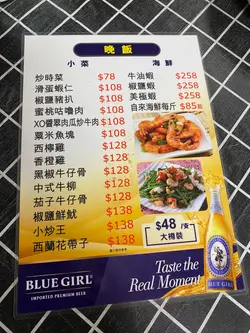 晚飯
小菜
炒時菜 $78
滑蛋蝦仁 $108
椒鹽豬扒 $108
蜜桃咕嚕肉 $108
XO醬翠肉瓜炒牛肉 $108
粟米魚塊 $108
西檸雞 $128
香橙雞 $128
黑椒牛仔骨 $128
中式牛柳 $128
茄子牛仔骨 $128
椒鹽鮮魷 $138
小炒王 $138
西蘭花帶子 $138
海鮮
牛油蝦 $258
椒鹽蝦 $258
美極蝦 $258
自來海鮮每斤 $85起
$48 /支
大樽裝
BLUE GIRL
IMPORTED PREMIUM BEER
Taste the
Real Moment
BLUE GIRL